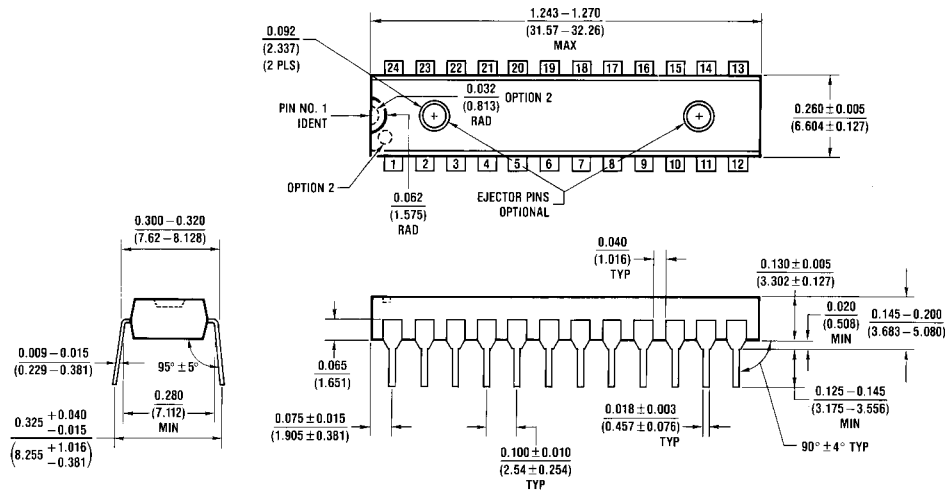 1.243 – 1.270
(31.57 – 32.26)
MAX
0.092
(2.337)
(2 PLS)
24 23 22 21 20 19 18 17 16 15 14 13
0.032
(0.813)
RAD
OPTION 2
PIN NO. 1
IDENT
0.260 ± 0.005
(6.604 ± 0.127)
1 2 3 4 5 6 7 8 9 10 11 12
OPTION 2
0.062
(1.575)
RAD
EJECTOR PINS
OPTIONAL
0.300 – 0.320
(7.62 – 8.128)
0.040
(1.016)
TYP
0.130 ± 0.005
(3.302 ± 0.127)
0.020
(0.508)
MIN
0.145 – 0.200
(3.683 – 5.080)
0.009 – 0.015
(0.229 – 0.381)
95° ± 5°
0.280
(7.112)
MIN
0.065
(1.651)
0.125 – 0.145
(3.175 – 3.556)
MIN
0.325 +0.040 −0.015
(8.255 +1.016 −0.381)
0.075 ± 0.015
(1.905 ± 0.381)
0.018 ± 0.003
(0.457 ± 0.076)
TYP
90° ± 4° TYP
0.100 ± 0.010
(2.54 ± 0.254)
TYP